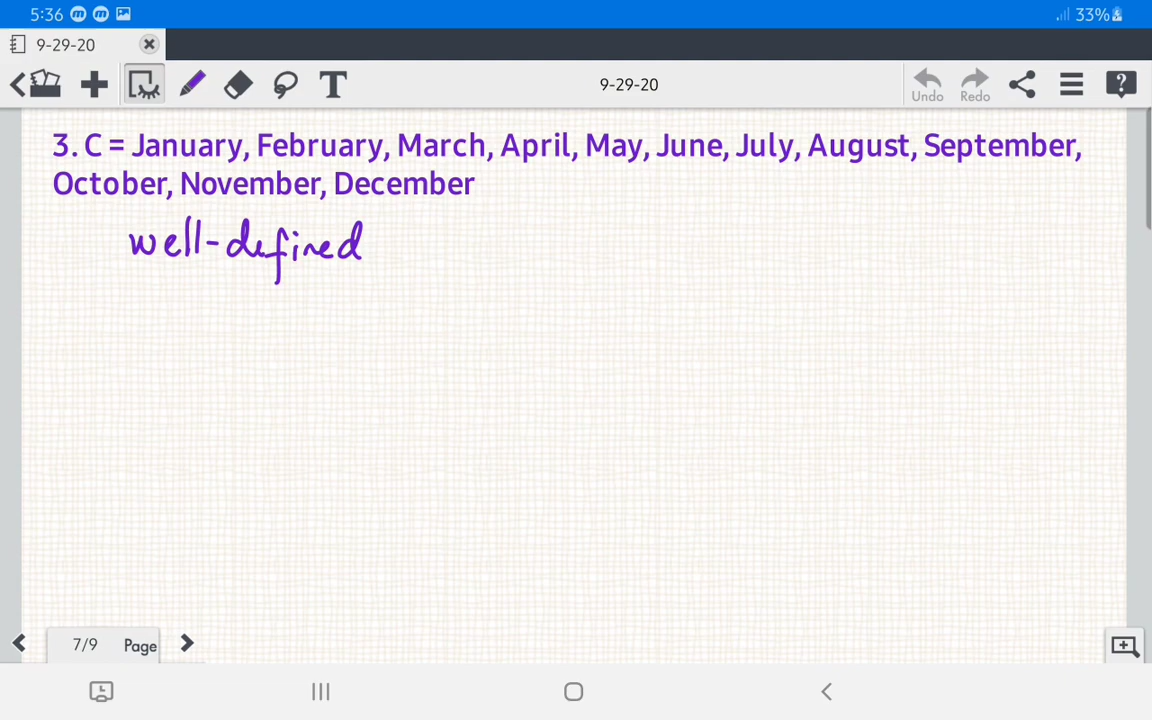 5:36
33%
9-29-20
9-29-20
Undo
Redo
3. C = January, February, March, April, May, June, July, August, September,
October, November, December
well-defined
7/9 Page